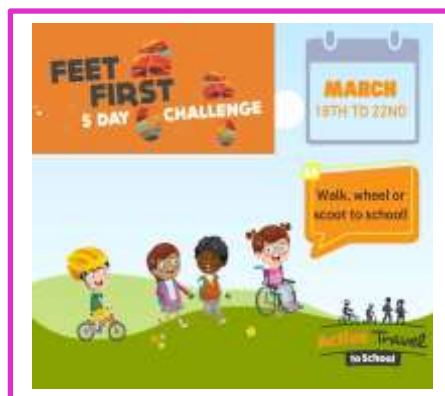 FEET
FIRST
5 DAY CHALLENGE
MARCH
18TH TO 22ND
Walk, wheel or
scoot to school!
Active Travel
to School